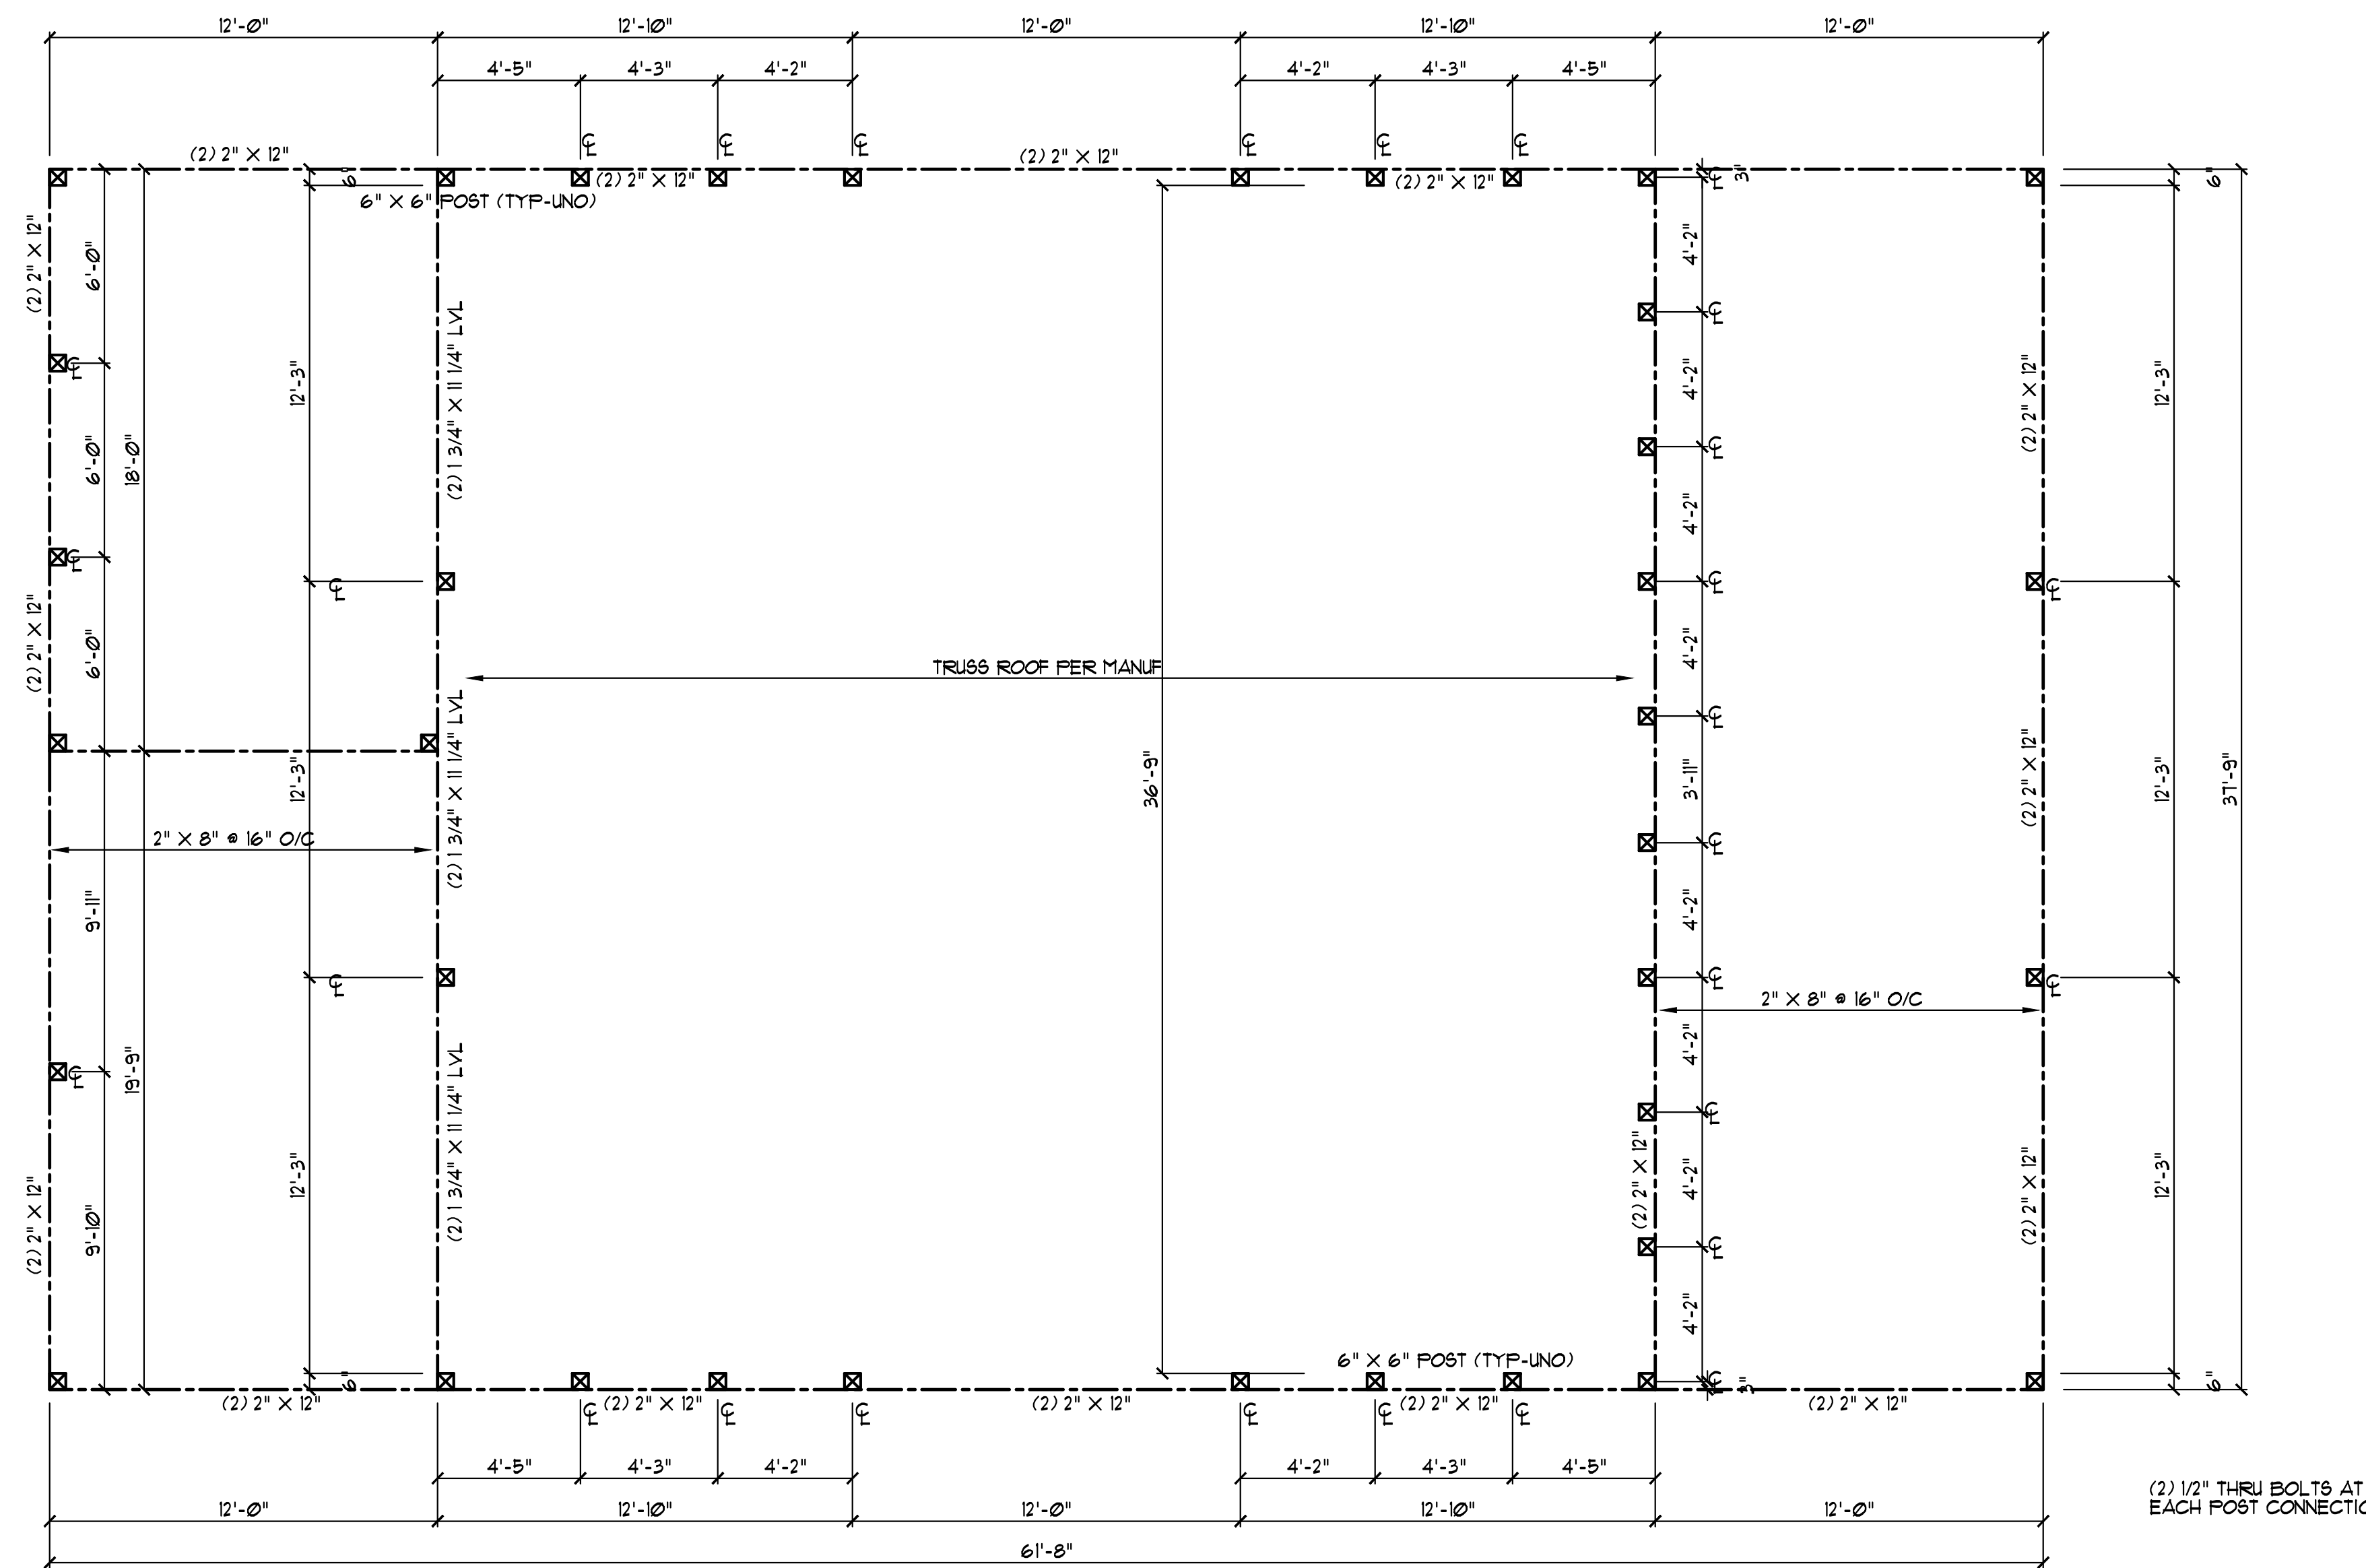 12'-0" 12'-10" 12'-0" 12'-10" 12'-0"
4'-5" 4'-3" 4'-2" 4'-2" 4'-3" 4'-5"
℄ ℄ ℄ ℄ ℄ ℄
(2) 2" X 12" (2) 2" X 12"
(2) 2" X 12" (2) 2" X 12"
6" ℄ 3" 6"
6" X 6" POST (TYP-UNO)
(2) 2" X 12"
6'-0"
4'-2"
℄
℄
12'-3"
(2) 1 3/4" X 11 1/4" LVL
4'-2"
(2) 2" X 12"
12'-3"
6'-0"
18'-0"
℄
4'-2"
℄
℄
℄
℄
(2) 2" X 12"
6'-0"
4'-2"
TRUSS ROOF PER MANUF
℄
12'-3"
(2) 1 3/4" X 11 1/4" LVL
36'-9"
3'-11"
(2) 2" X 12"
12'-3"
37'-9"
2" X 8" @ 16" O/C
℄
9'-11"
4'-2"
℄
℄
℄
2" X 8" @ 16" O/C
19'-9"
℄
4'-2"
℄
(2) 2" X 12"
9'-10"
12'-3"
(2) 1 3/4" X 11 1/4" LVL
(2) 2" X 12"
4'-2"
(2) 2" X 12"
12'-3"
℄
4'-2"
6" X 6" POST (TYP-UNO)
6" ℄ 3" 6"
(2) 2" X 12" (2) 2" X 12" (2) 2" X 12" (2) 2" X 12" (2) 2" X 12"
℄ ℄ ℄ ℄ ℄ ℄
4'-5" 4'-3" 4'-2" 4'-2" 4'-3" 4'-5"
12'-0" 12'-10" 12'-0" 12'-10" 12'-0"
61'-8"
(2) 1/2" THRU BOLTS AT
EACH POST